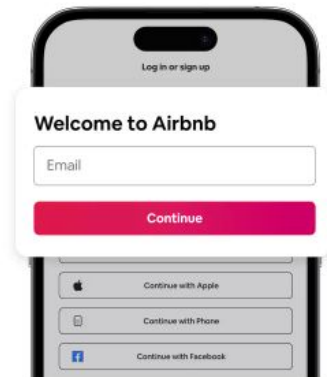 Log in or sign up
Welcome to Airbnb
Email
Continue
Continue with Apple
Continue with Phone
Continue with Facebook